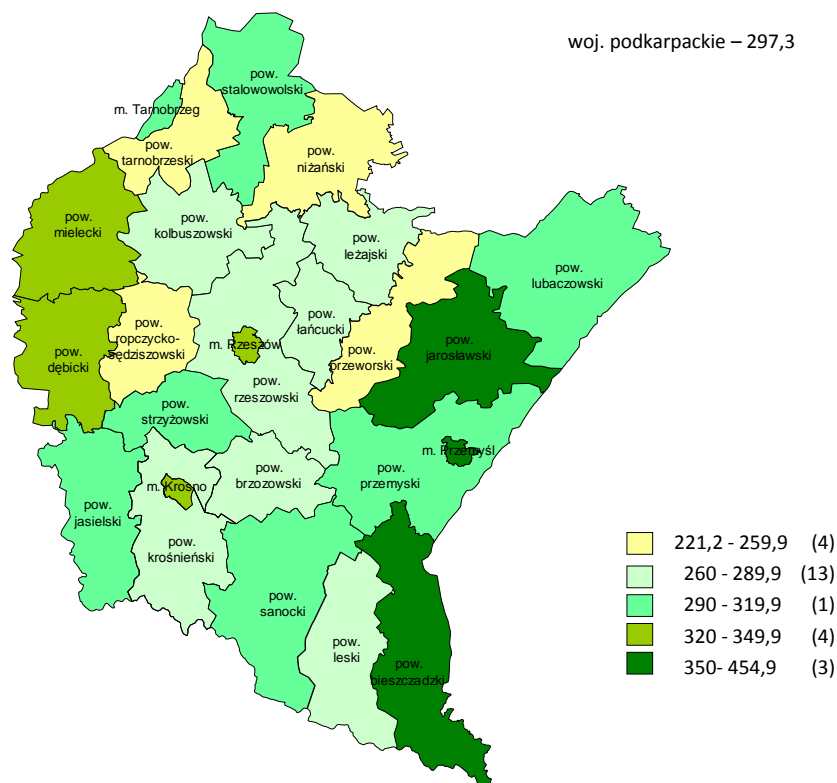 woj. podkarpackie – 297,3
pow.
stalowowolski
m. Tarnobrzeg
pow.
tarnobrzeski
pow.
niżański
pow.
mielecki
pow.
kolbuszowski
pow.
leżajski
pow.
lubaczowski
pow.
ropczycko-
sędziszowski
m. Rzeszów
pow.
łańcucki
pow.
przeworski
pow.
jarosławski
pow.
dębicki
pow.
rzeszowski
pow.
strzyżowski
m. Przemyśl
pow.
przemyski
pow.
brzozowski
m. Krosno
pow.
jasielski
pow.
krośnieński
pow.
sanocki
pow.
leski
pow.
bieszczadzki
221,2 - 259,9 (4)
260 - 289,9 (13)
290 - 319,9 (1)
320 - 349,9 (4)
350- 454,9 (3)